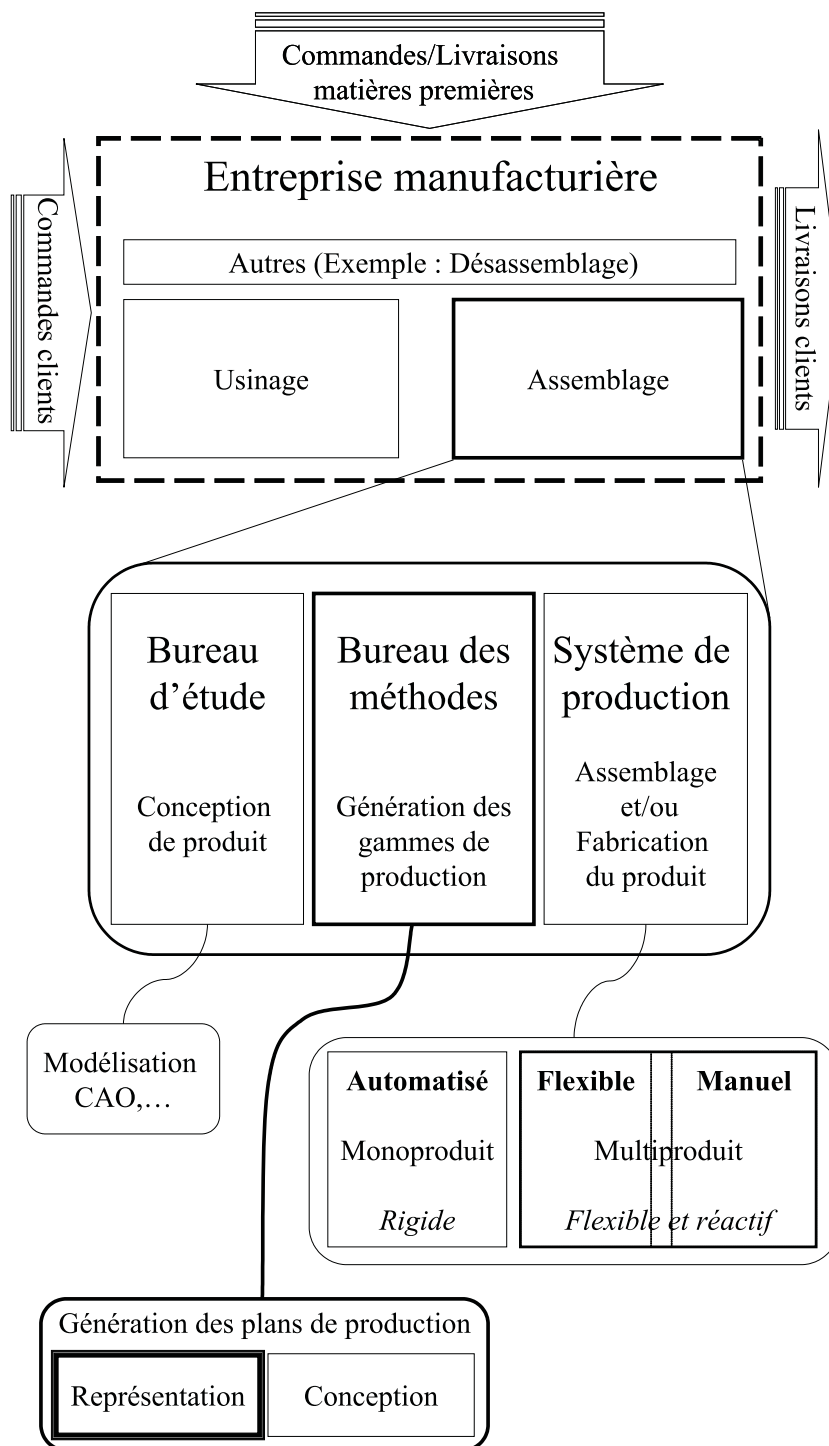 Commandes/Livraisons
matières premières
Entreprise manufacturière
Commandes clients
Livraisons clients
Autres (Exemple : Désassemblage)
Usinage
Assemblage
Bureau
d’étude
Conception
de produit
Bureau des
méthodes
Génération des
gammes de
production
Système de
production
Assemblage
et/ou
Fabrication
du produit
Modélisation
CAO,…
Automatisé
Monoproduit
Rigide
Flexible
Manuel
Multiproduit
Flexible et réactif
Génération des plans de production
Représentation
Conception